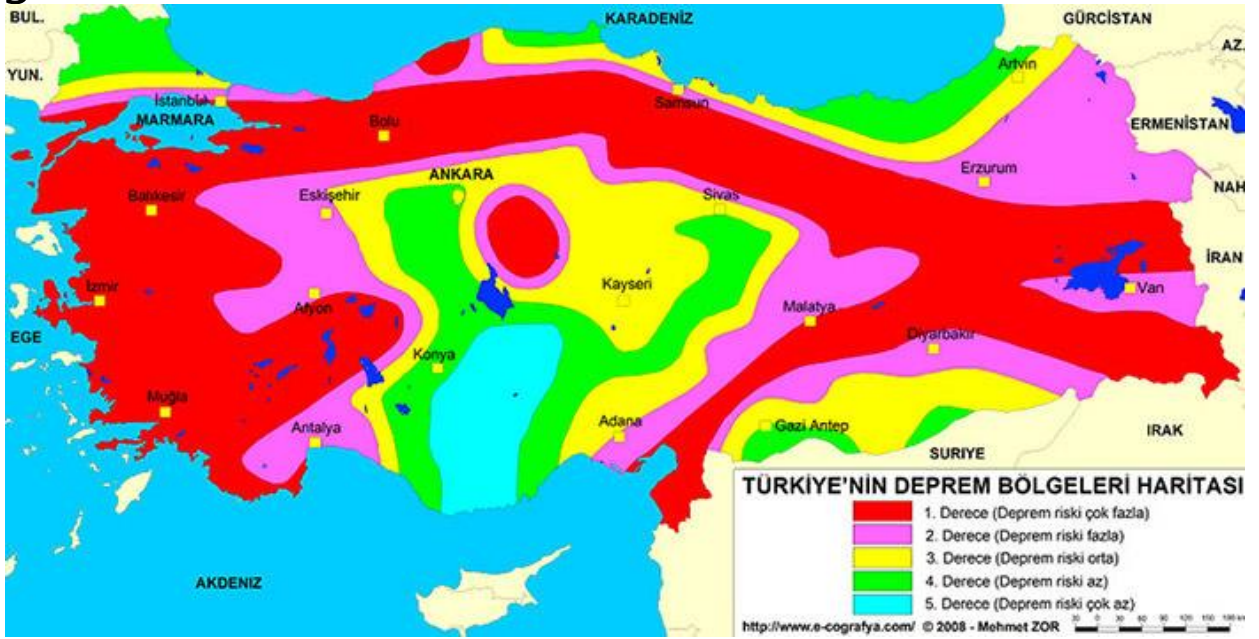 BUL.
KARADENİZ
GÜRCİSTAN
AZ.
YUN.
Artvin
İstanbul
MARMARA
Samsun
Bolu
ERMENİSTAN
ANKARA
Erzurum
NAH
Balıkesir
Eskişehir
Sivas
İRAN
İzmir
Afyon
Kayseri
Van
Malatya
EGE
Diyarbakır
Konya
Muğla
Antalya
Adana
Gazi Antep
IRAK
SURIYE
TÜRKİYE'NİN DEPREM BÖLGELERİ HARİTASI
1. Derece (Deprem riski çok fazla)
2. Derece (Deprem riski fazla)
3. Derece (Deprem riski orta)
4. Derece (Deprem riski az)
5. Derece (Deprem riski çok az)
AKDENIZ
http://www.e-cografya.com/ © 2008 - Mehmet ZOR